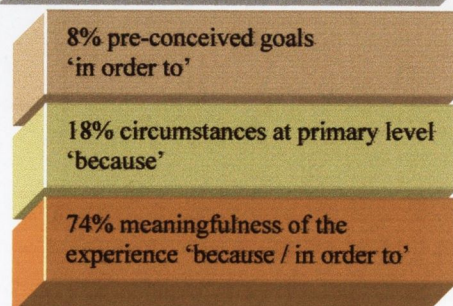 8% pre-conceived goals
‘in order to’
18% circumstances at primary level
‘because’
74% meaningfulness of the
experience ‘because / in order to’